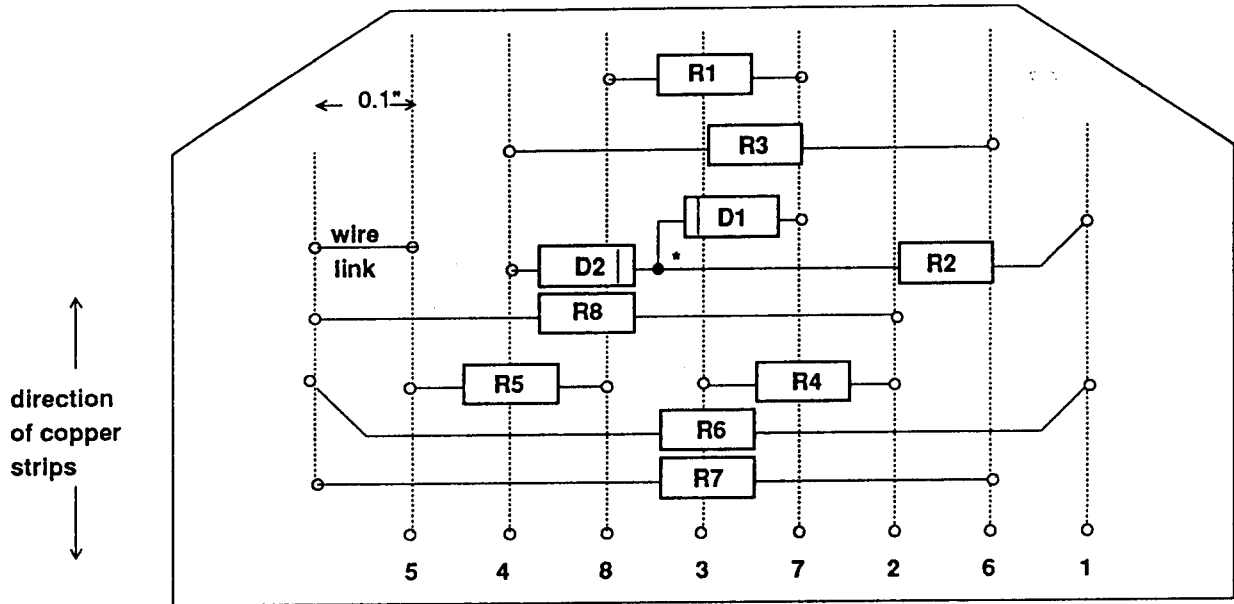 R1
0.1"
R3
D1
wire
link
D2
*
R2
R8
direction
of copper
strips
R5
R4
R6
R7
5 4 8 3 7 2 6 1